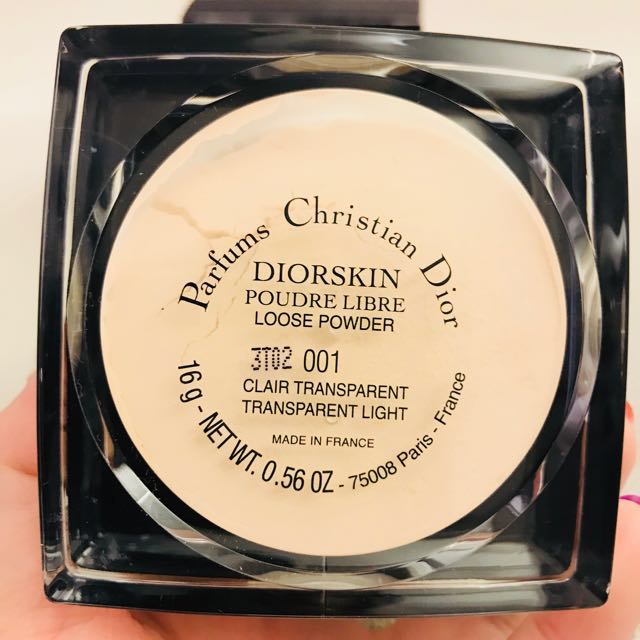 Parfums Christian Dior
DIORSKIN
POUDRE LIBRE
LOOSE POWDER
3T02 001
CLAIR TRANSPARENT
TRANSPARENT LIGHT
MADE IN FRANCE
16 g - NET WT. 0.56 OZ - 75008 Paris - France